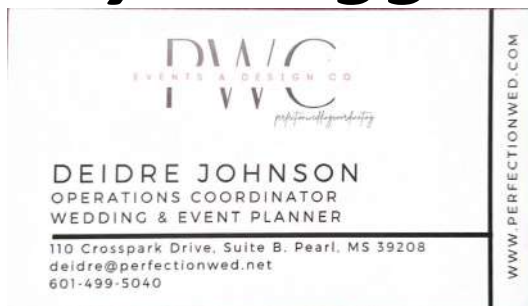 PWC
EVENTS & DESIGN CO
DEIDRE JOHNSON
OPERATIONS COORDINATOR
WEDDING & EVENT PLANNER
110 Crosspark Drive, Suite B. Pearl, MS 39208
deidre@perfectionwed.net
601-499-5040
WWW.PERFECTIONWED.COM